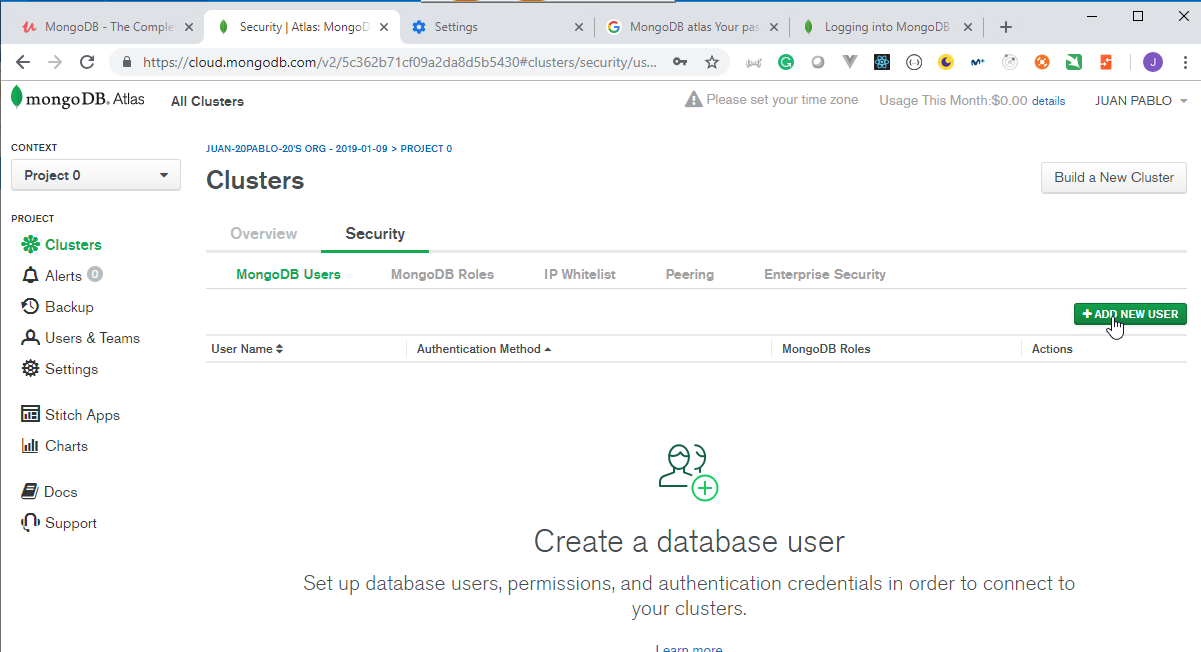 MongoDB - The Comple
Security | Atlas: MongoD
Settings
MongoDB atlas Your pas
Logging into MongoDB
https://cloud.mongodb.com/v2/5c362b71cf09a2da8d5b5430#clusters/security/us...
J
mongoDB. Atlas
All Clusters
Please set your time zone
Usage This Month:$0.00 details
JUAN PABLO
CONTEXT
Project 0
JUAN-20PABLO-20'S ORG - 2019-01-09 > PROJECT 0
Clusters
Build a New Cluster
PROJECT
Clusters
Alerts 0
Backup
Users & Teams
Settings
Stitch Apps
Charts
Docs
Support
Overview
Security
MongoDB Users
MongoDB Roles
IP Whitelist
Peering
Enterprise Security
+ ADD NEW USER
User Name
Authentication Method
MongoDB Roles
Actions
Create a database user
Set up database users, permissions, and authentication credentials in order to connect to
your clusters.
Learn more